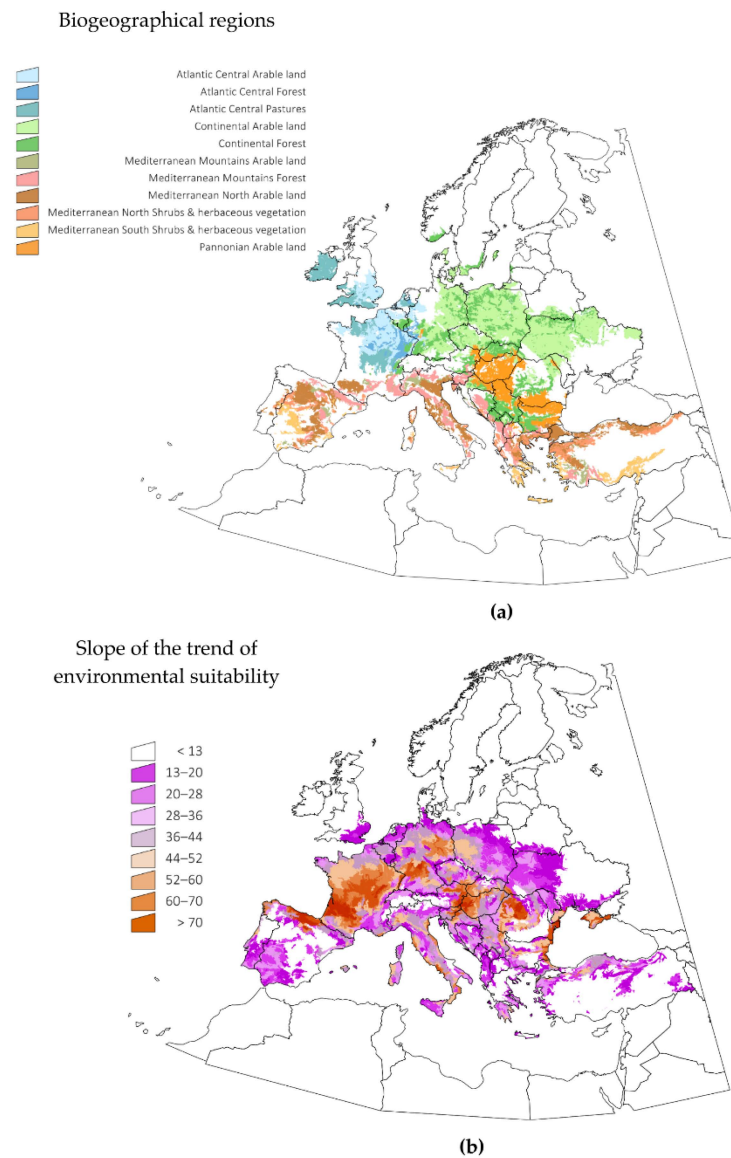 Biogeographical regions
Atlantic Central Arable land
Atlantic Central Forest
Atlantic Central Pastures
Continental Arable land
Continental Forest
Mediterranean Mountains Arable land
Mediterranean Mountains Forest
Mediterranean North Arable land
Mediterranean North Shrubs & herbaceous vegetation
Mediterranean South Shrubs & herbaceous vegetation
Pannonian Arable land
(a)
Slope of the trend of
environmental suitability
< 13
13–20
20–28
28–36
36–44
44–52
52–60
60–70
> 70
(b)